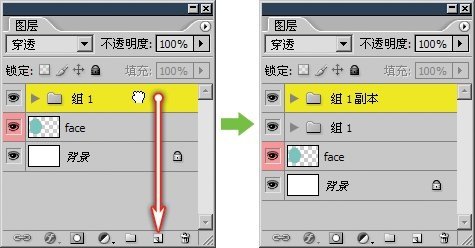 图层
穿透 不透明度: 100%
锁定: 填充: 100%
组 1
face
背景
图层
穿透 不透明度: 100%
锁定: 填充: 100%
组 1 副本
组 1
face
背景